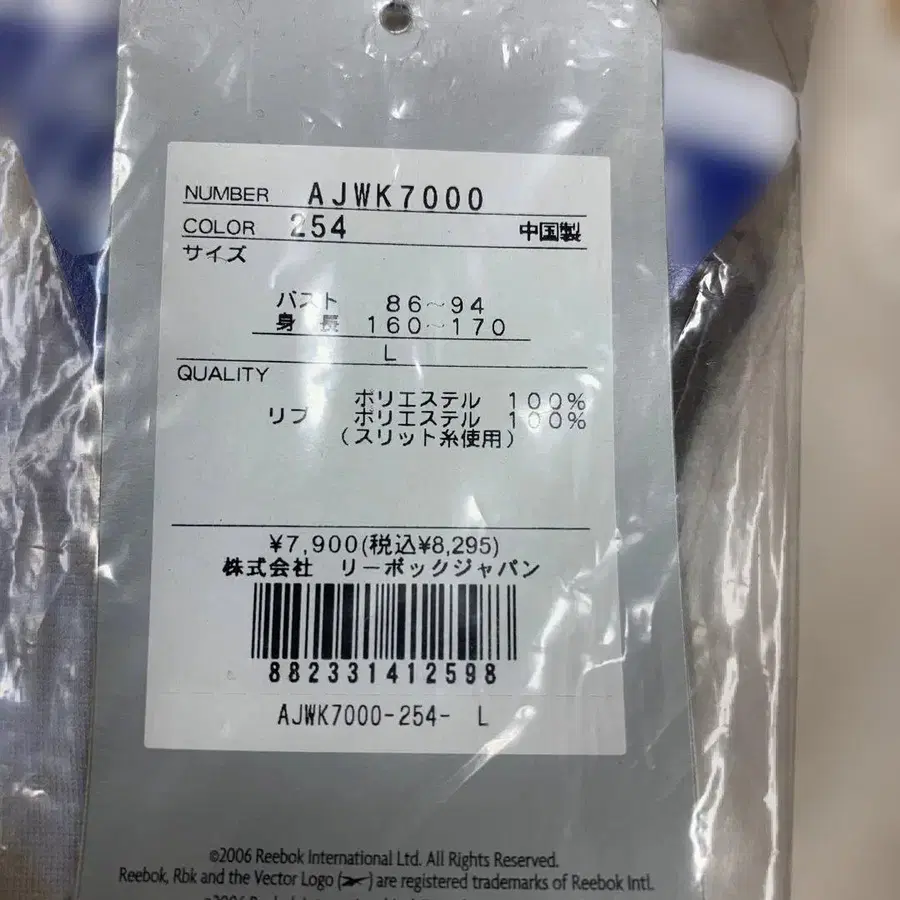 NUMBER AJWK7000
COLOR 254 中国製
サイズ
バスト 86~94
身長 160~170
L
QUALITY
ポリエステル 100%
リブ ポリエステル 100%
(スリット糸使用)
¥7,900(税込¥8,295)
株式会社 リーボックジャパン
882331412598
AJWK7000-254- L
©2006 Reebok International Ltd. All Rights Reserved.
Reebok, Rbk and the Vector Logo ( ) are registered trademarks of Reebok Intl.